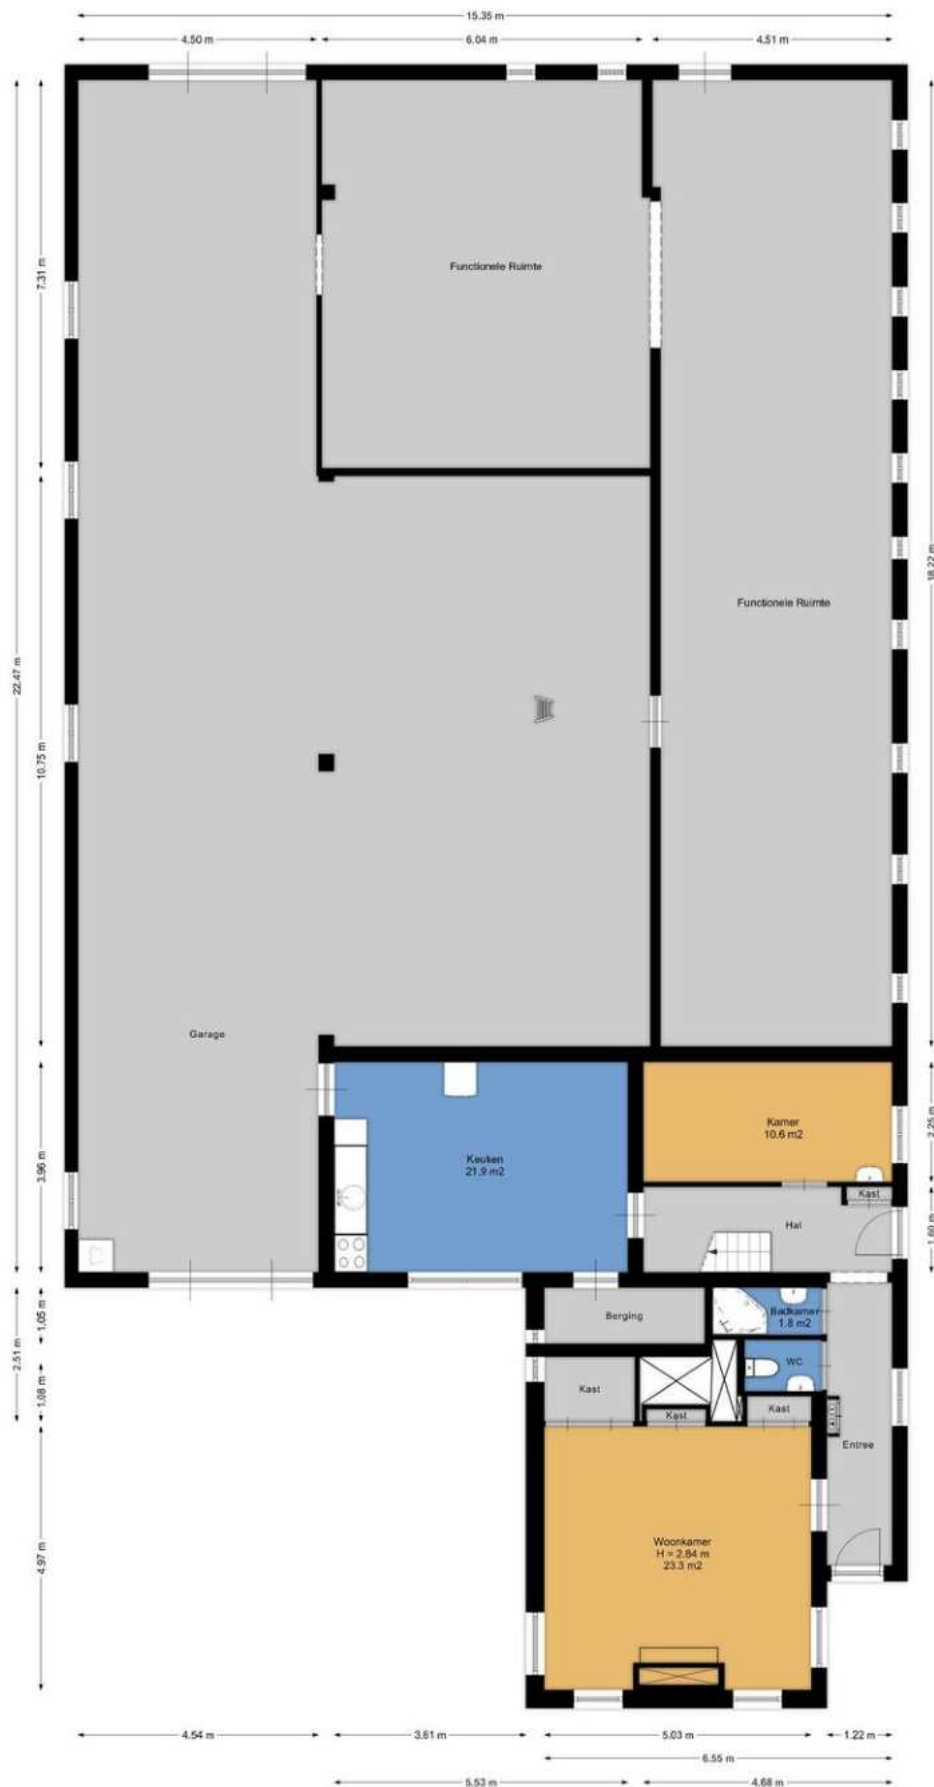 15.35 m
4.50 m
6.04 m
4.51 m
7.31 m
Functionele Ruimte
18.22 m
Functionele Ruimte
22.47 m
10.75 m
Garage
3.96 m
Keuken
21.9 m2
Kamer
10.6 m2
2.25 m
Kast
Hal
1.60 m
1.05 m
2.51 m
Berging
Badkamer
1.8 m2
WC
1.08 m
Kast
Kast
Kast
Entree
4.97 m
Woonkamer
H = 2.84 m
23.3 m2
4.54 m
3.61 m
5.03 m
1.22 m
6.55 m
5.53 m
4.68 m